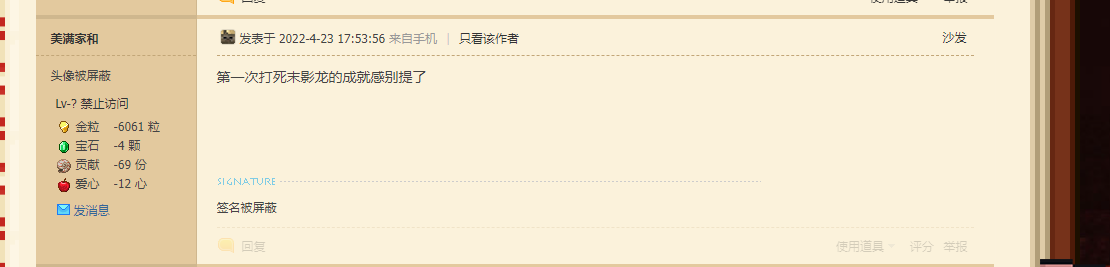 回复
使用道具
举报
美满家和
发表于 2022-4-23 17:53:56 来自手机 | 只看该作者
沙发
头像被屏蔽
第一次打死末影龙的成就感别提了
Lv-? 禁止访问
金粒 -6061 粒
宝石 -4 颗
贡献 -69 份
爱心 -12 心
发消息
SIGNATURE
签名被屏蔽
回复
使用道具
评分
举报